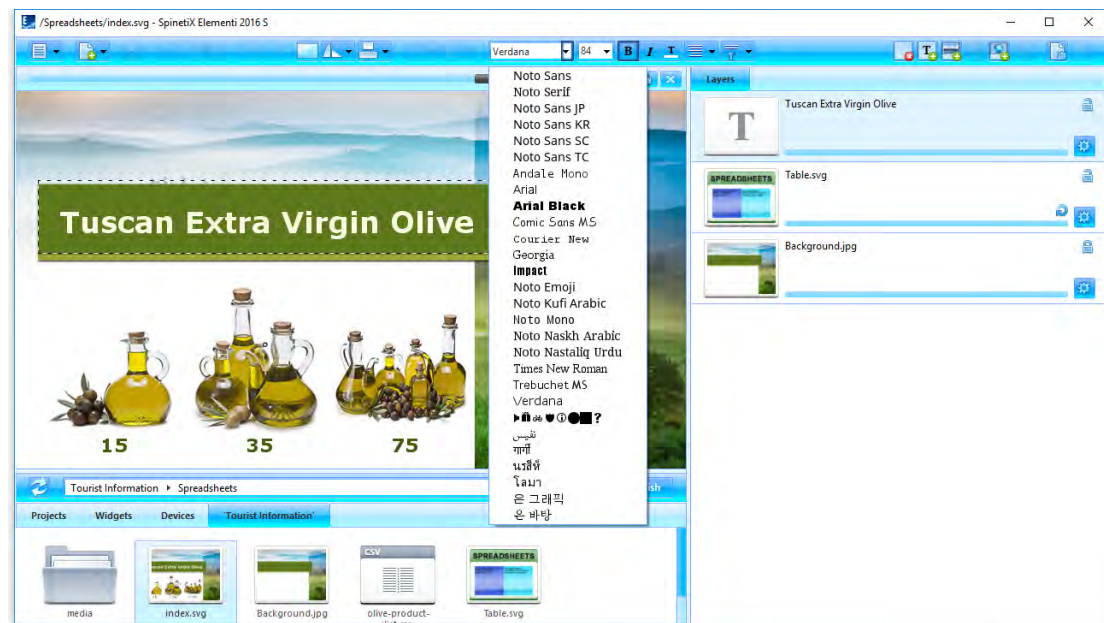 /Spreadsheets/index.svg - SpinetiX Elementi 2016 S
Verdana 84 B I T
Noto Sans
Noto Serif
Noto Sans JP
Noto Sans KR
Noto Sans SC
Noto Sans TC
Andale Mono
Arial
Arial Black
Comic Sans MS
Courier New
Georgia
Impact
Noto Emoji
Noto Kufi Arabic
Noto Mono
Noto Naskh Arabic
Noto Nastaliq Urdu
Times New Roman
Trebuchet MS
Verdana
نفیس
गार्गी
นรสีห์
โลมา
은 그래픽
은 바탕
Tuscan Extra Virgin Olive
15 35 75
Layers
T
Tuscan Extra Virgin Olive
SPREADSHEETS
Table.svg
Background.jpg
Tourist Information Spreadsheets
Projects Widgets Devices 'Tourist Information'
media
index.svg
Background.jpg
CSV
olive-product-
SPREADSHEETS
Table.svg